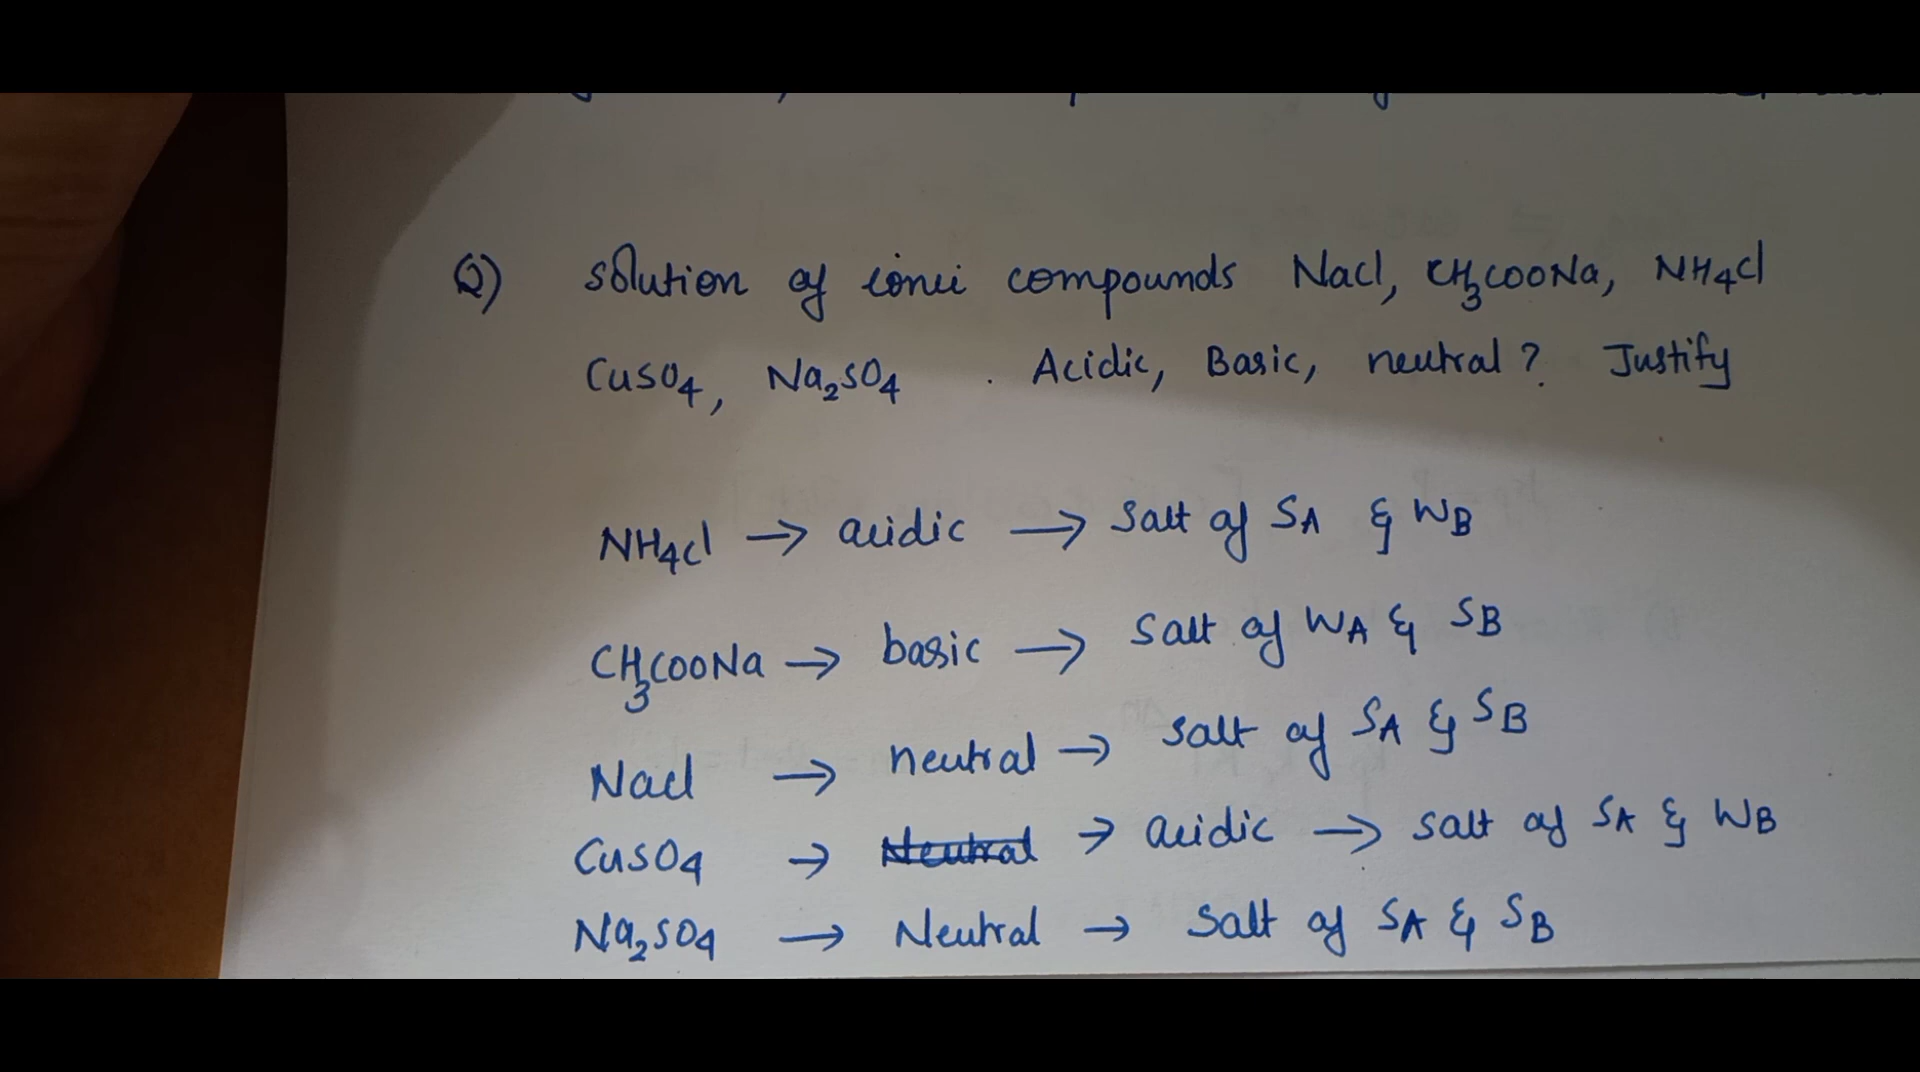 Q) solution of ionic compounds Nacl, CH3COONa, NH4Cl
CuSO4, Na2SO4 . Acidic, Basic, neutral? Justify
NH4Cl → acidic → Salt of SA & WB
CH3COONa → basic → Salt of WA & SB
Nacl → neutral → Salt of SA & SB
CuSO4 → Neutral → acidic → Salt of SA & WB
Na2SO4 → Neutral → Salt of SA & SB